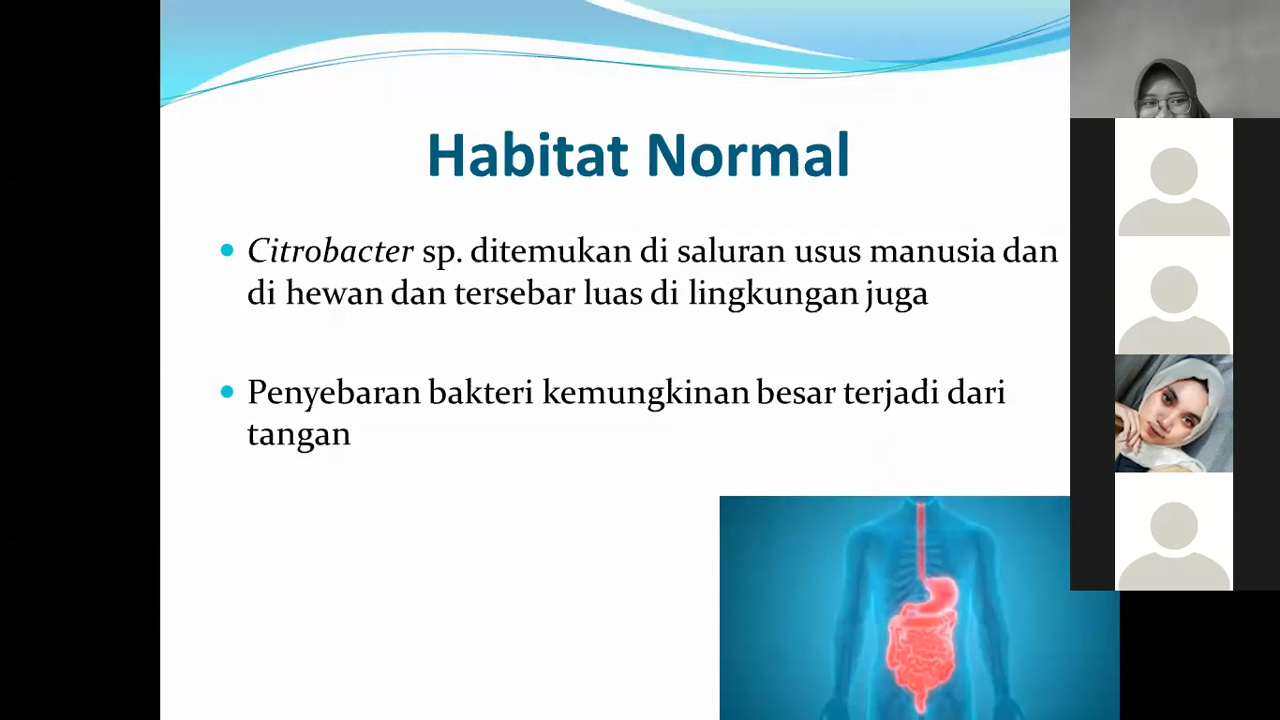 Habitat Normal
Citrobacter sp. ditemukan di saluran usus manusia dan
di hewan dan tersebar luas di lingkungan juga
Penyebaran bakteri kemungkinan besar terjadi dari
tangan